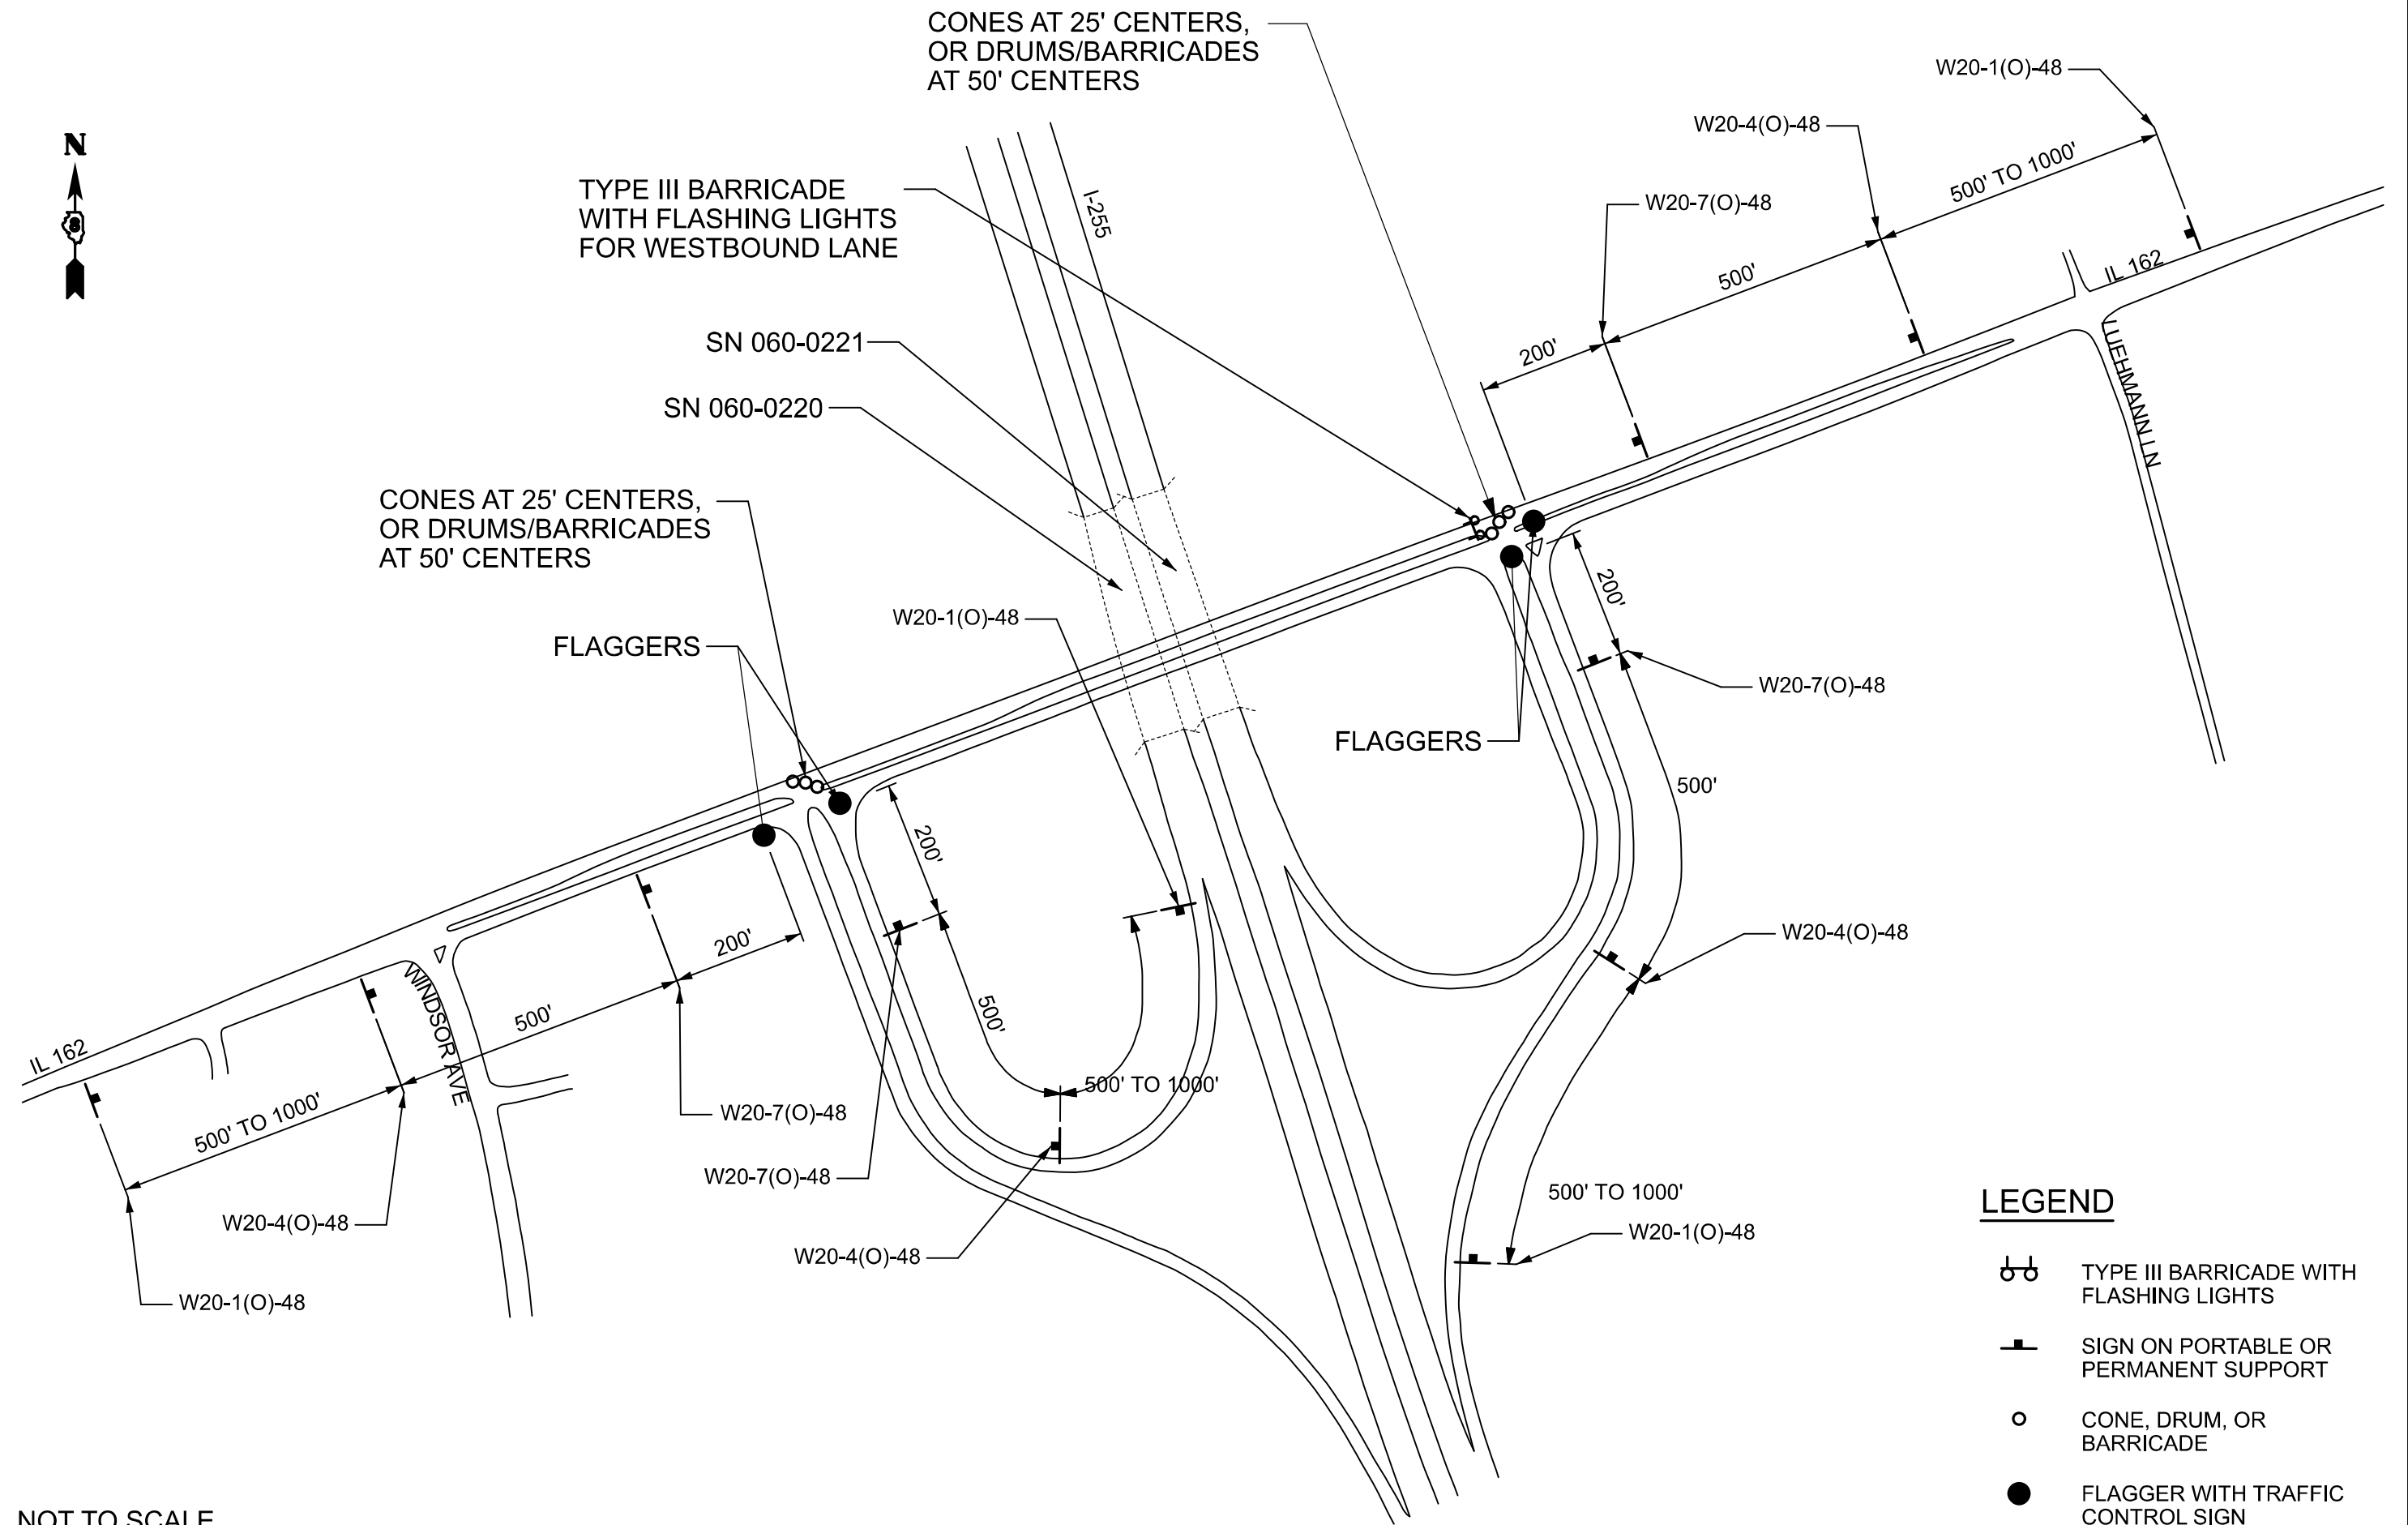 CONES AT 25' CENTERS,
OR DRUMS/BARRICADES
AT 50' CENTERS
W20-1(O)-48
W20-4(O)-48
N
8
TYPE III BARRICADE
WITH FLASHING LIGHTS
FOR WESTBOUND LANE
I-255
W20-7(O)-48
500' TO 1000'
500'
200'
IL 162
LUEHMANN LN
SN 060-0221
SN 060-0220
CONES AT 25' CENTERS,
OR DRUMS/BARRICADES
AT 50' CENTERS
W20-1(O)-48
FLAGGERS
200'
W20-7(O)-48
FLAGGERS
500'
200'
W20-4(O)-48
200'
500'
500'
WINDSOR AVE
IL 162
500' TO 1000'
500' TO 1000'
W20-7(O)-48
W20-7(O)-48
W20-4(O)-48
W20-4(O)-48
W20-1(O)-48
500' TO 1000'
W20-1(O)-48
LEGEND
TYPE III BARRICADE WITH
FLASHING LIGHTS
SIGN ON PORTABLE OR
PERMANENT SUPPORT
CONE, DRUM, OR
BARRICADE
FLAGGER WITH TRAFFIC
CONTROL SIGN
NOT TO SCALE